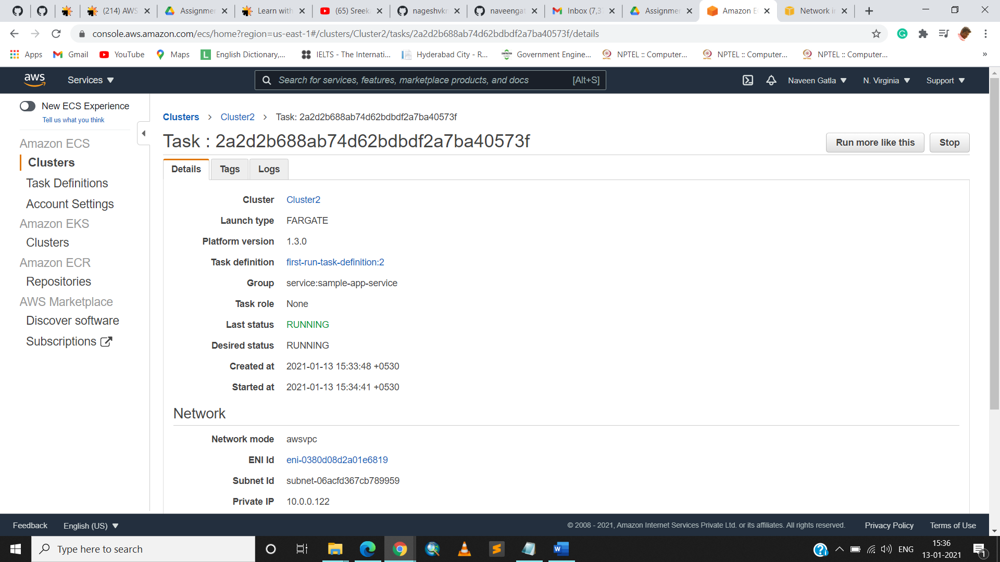 (214) AWS
Assignmen
Learn with
(65) Sreek
nageshvkn
naveengat
Inbox (7,37
Assignmen
Amazon E
Network in
console.aws.amazon.com/ecs/home?region=us-east-1#/clusters/Cluster2/tasks/2a2d2b688ab74d62bdbdf2a7ba40573f/details
Apps
Gmail
YouTube
Maps
English Dictionary,...
IELTS - The Internati...
Hyderabad City - R...
Government Engine...
NPTEL :: Computer...
NPTEL :: Computer...
NPTEL :: Computer...
»
aws
Services
Search for services, features, marketplace products, and docs
[Alt+S]
Naveen Gatla
N. Virginia
Support
New ECS Experience
Tell us what you think
Amazon ECS
Clusters
Task Definitions
Account Settings
Amazon EKS
Clusters
Amazon ECR
Repositories
AWS Marketplace
Discover software
Subscriptions
Clusters > Cluster2 > Task: 2a2d2b688ab74d62bdbdf2a7ba40573f
Task : 2a2d2b688ab74d62bdbdf2a7ba40573f
Run more like this
Stop
Details
Tags
Logs
Cluster Cluster2
Launch type FARGATE
Platform version 1.3.0
Task definition first-run-task-definition:2
Group service:sample-app-service
Task role None
Last status RUNNING
Desired status RUNNING
Created at 2021-01-13 15:33:48 +0530
Started at 2021-01-13 15:34:41 +0530
Network
Network mode awsvpc
ENI Id eni-0380d08d2a01e6819
Subnet Id subnet-06acfd367cb789959
Private IP 10.0.0.122
Feedback
English (US)
© 2008 - 2021, Amazon Internet Services Private Ltd. or its affiliates. All rights reserved.
Privacy Policy
Terms of Use
Type here to search
ENG
15:36
13-01-2021
1